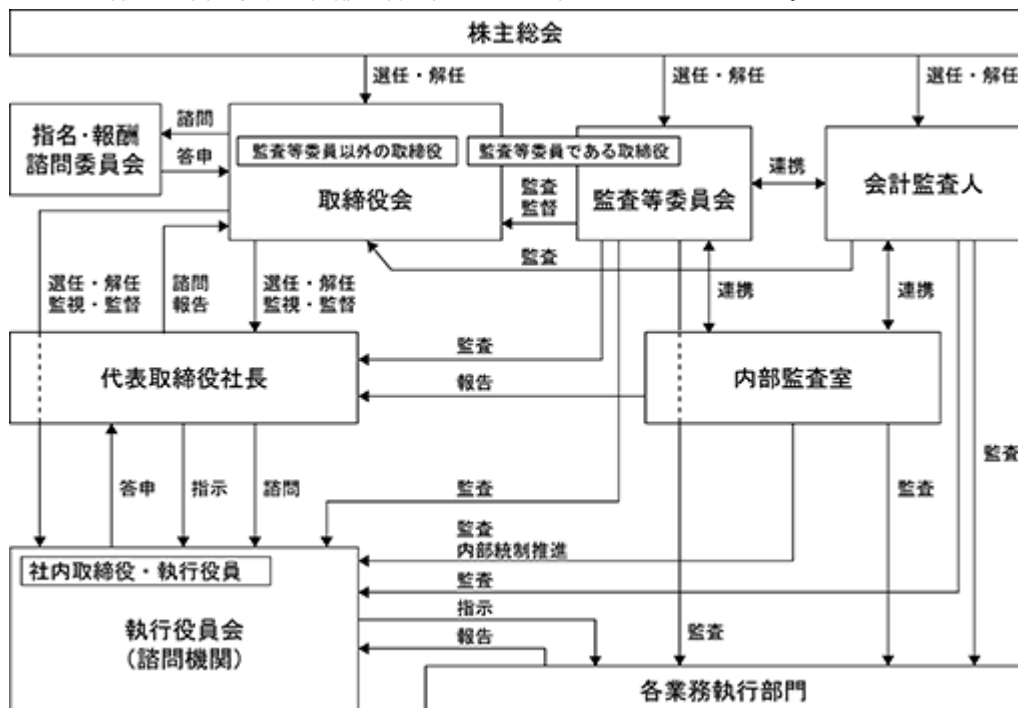 株主総会
選任・解任
選任・解任
選任・解任
指名・報酬
諮問委員会
諮問
答申
監査等委員以外の取締役
取締役会
監査等委員である取締役
監査等委員会
監査
監督
連携
会計監査人
監査
選任・解任
監視・監督
諮問
報告
選任・解任
監視・監督
連携
連携
代表取締役社長
監査
報告
内部監査室
監査
答申
指示
諮問
監査
監査
監査
内部統制推進
社内取締役・執行役員
監査
指示
執行役員会
(諮問機関)
報告
監査
各業務執行部門